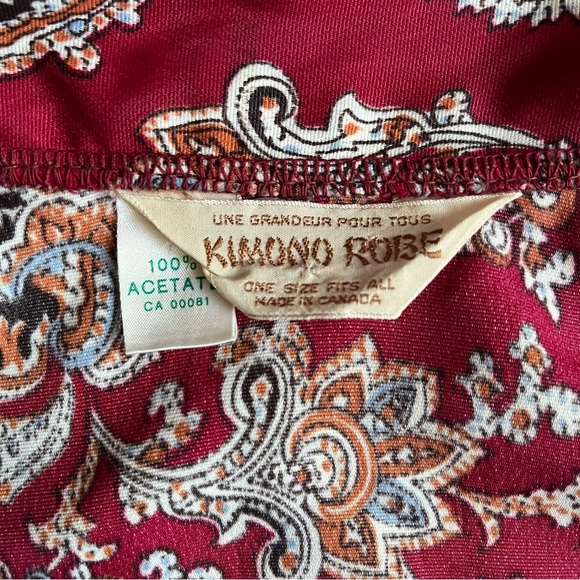 UNE GRANDEUR POUR TOUS
KIMONO ROBE
ONE SIZE FITS ALL
MADE IN CANADA
100%
ACETATE
CA 00081